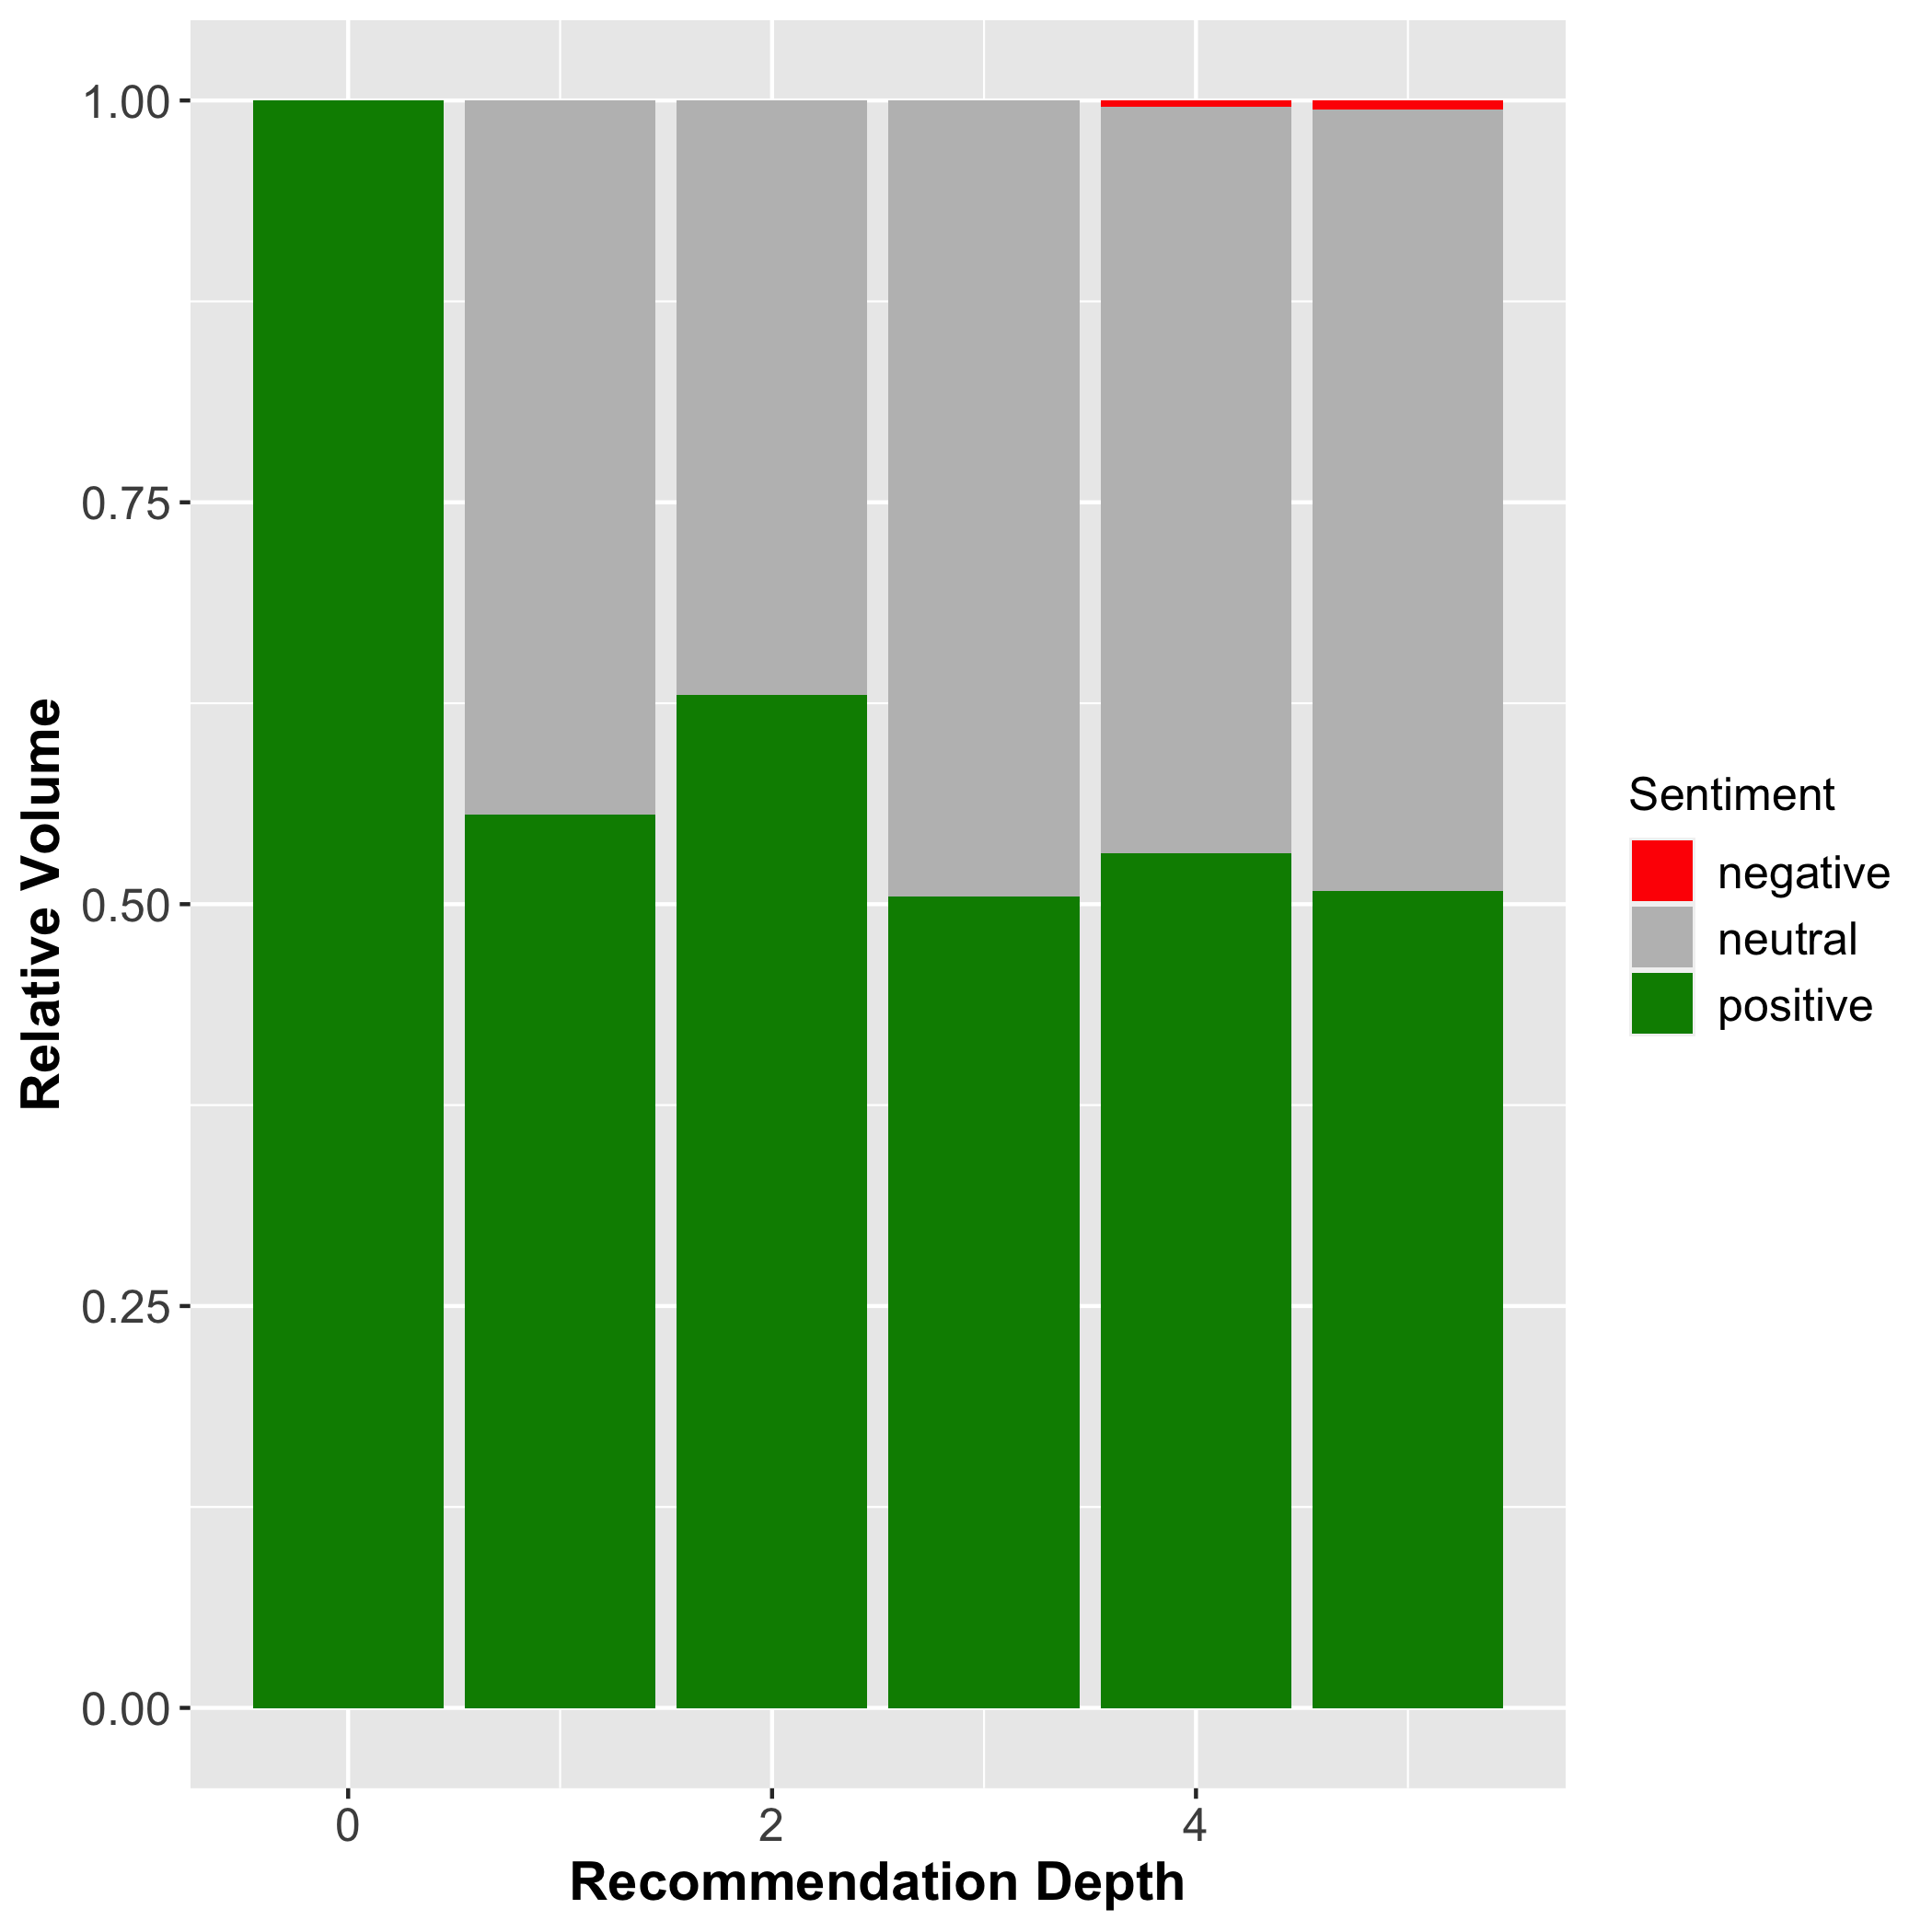 1.00
0.75
0.50
0.25
0.00
Relative Volume
0
2
4
Recommendation Depth
Sentiment
negative
neutral
positive